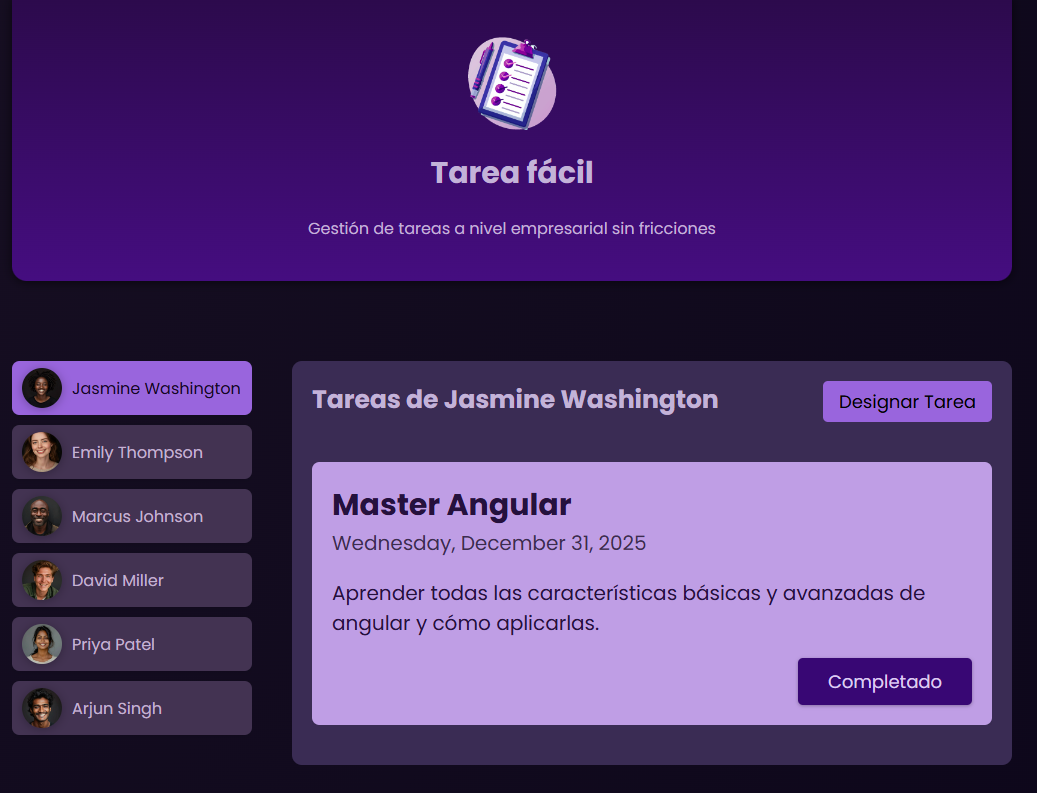 Tarea fácil
Gestión de tareas a nivel empresarial sin fricciones
Jasmine Washington
Emily Thompson
Marcus Johnson
David Miller
Priya Patel
Arjun Singh
Tareas de Jasmine Washington
Designar Tarea
Master Angular
Wednesday, December 31, 2025
Aprender todas las características básicas y avanzadas de
angular y cómo aplicarlas.
Completado